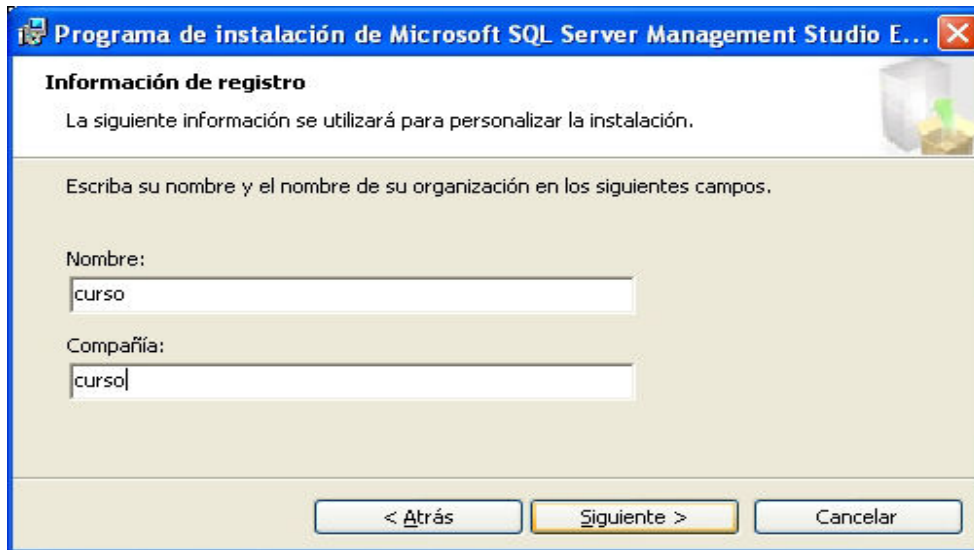 Programa de instalación de Microsoft SQL Server Management Studio E...
Información de registro
La siguiente información se utilizará para personalizar la instalación.
Escriba su nombre y el nombre de su organización en los siguientes campos.
Nombre:
curso
Compañía:
curso
< Atrás Siguiente > Cancelar